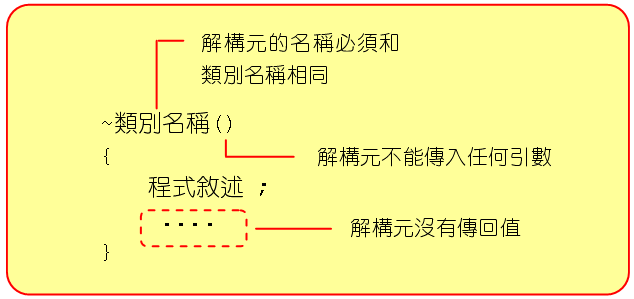 解構元的名稱必須和
類別名稱相同
~類別名稱()
{
解構元不能傳入任何引數
程式敘述 ;
....
解構元沒有傳回值
}